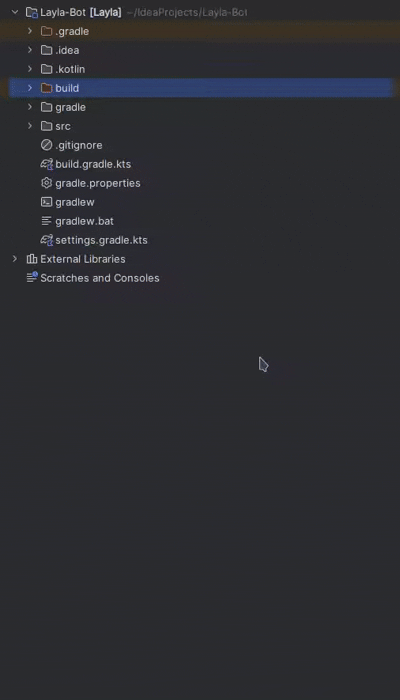 Layla-Bot [Layla] ~/IdeaProjects/Layla-Bot
.gradle
.idea
.kotlin
build
gradle
src
.gitignore
build.gradle.kts
gradle.properties
gradlew
gradlew.bat
settings.gradle.kts
External Libraries
Scratches and Consoles